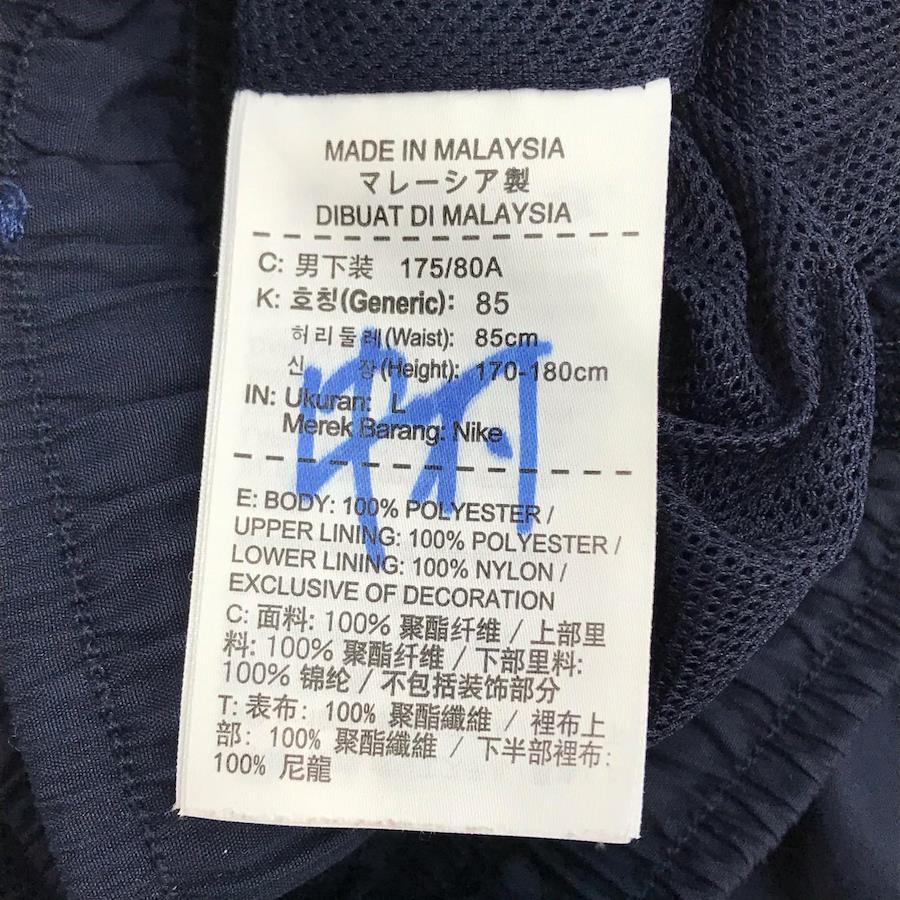 MADE IN MALAYSIA
マレーシア製
DIBUAT DI MALAYSIA
C: 男下装 175/80A
K: 호칭(Generic): 85
허리둘레(Waist): 85cm
신 장(Height): 170-180cm
IN: Ukuran: L
Merek Barang: Nike
中村
E: BODY: 100% POLYESTER /
UPPER LINING: 100% POLYESTER /
LOWER LINING: 100% NYLON /
EXCLUSIVE OF DECORATION
C: 面料: 100% 聚酯纤维 / 上部里
料: 100% 聚酯纤维 / 下部里料:
100% 锦纶 / 不包括装饰部分
T: 表布: 100% 聚酯纖維 / 裡布上
部: 100% 聚酯纖維 / 下半部裡布:
100% 尼龍